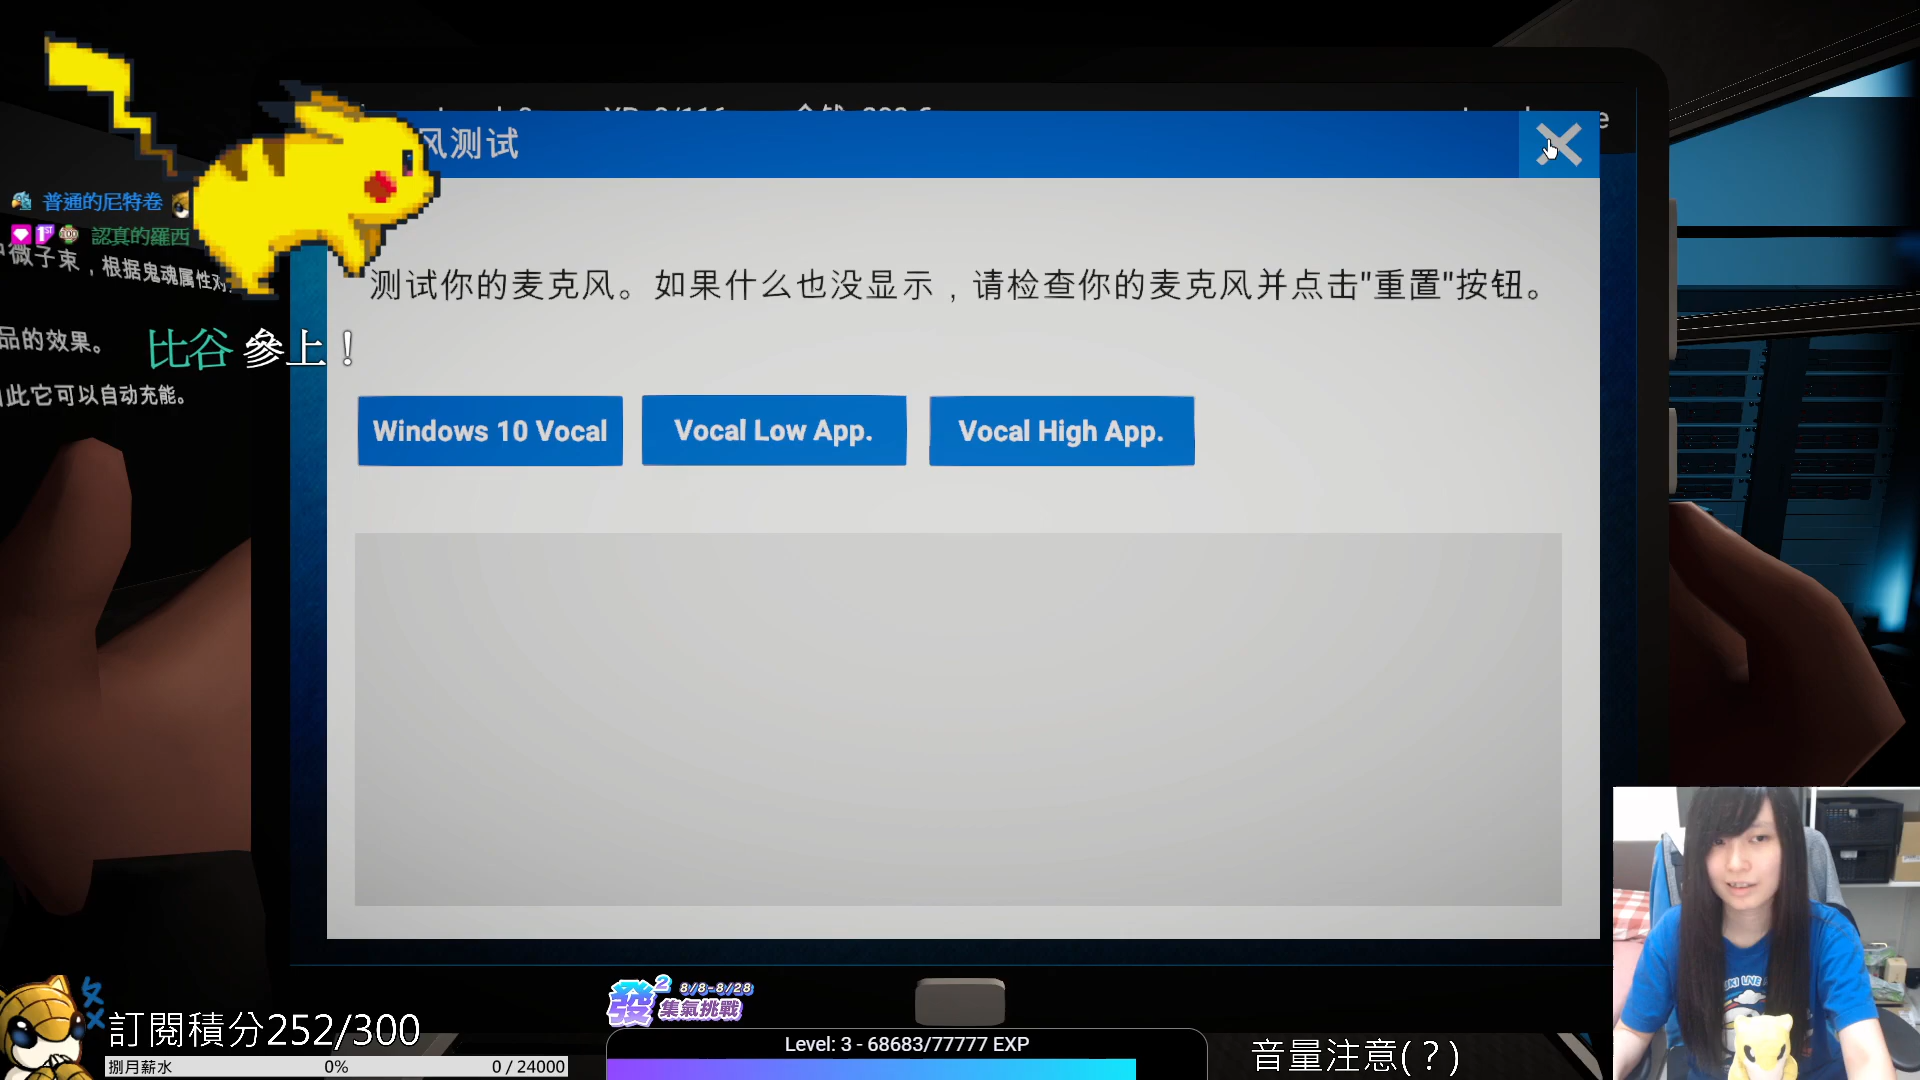 风测试
普通的尼特卷
認真的羅西
微子束，根据鬼魂属性对
测试你的麦克风。如果什么也没显示，请检查你的麦克风并点击"重置"按钮。
品的效果。
比谷 參上！
此它可以自动充能。
Windows 10 Vocal
Vocal Low App.
Vocal High App.
發2 8/8-8/28
集氣挑戰
訂閱積分252/300
Level: 3 - 68683/77777 EXP
音量注意(？)
捌月薪水 0% 0 / 24000